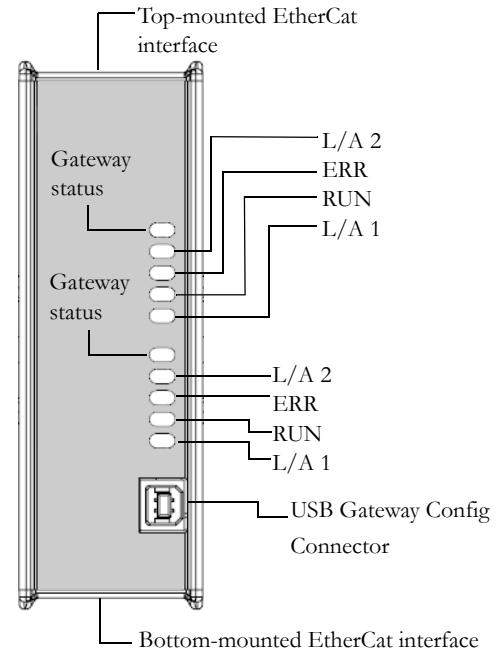 Top-mounted EtherCat
interface
L/A 2
ERR
RUN
L/A 1
Gateway
status
Gateway
status
L/A 2
ERR
RUN
L/A 1
USB Gateway Config
Connector
Bottom-mounted EtherCat interface